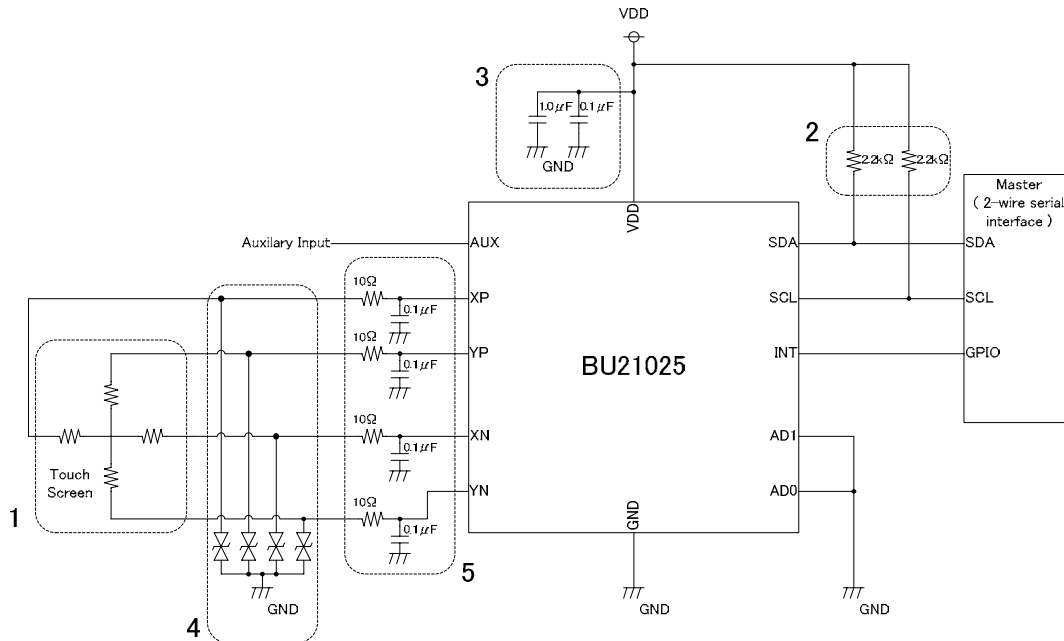 VDD
3
1.0μF
0.1μF
GND
2
2.2kΩ
2.2kΩ
Master
( 2-wire serial
interface )
VDD
Auxilary Input
AUX
SDA
SDA
10Ω
XP
0.1μF
SCL
SCL
4
5
10Ω
YP
0.1μF
INT
GPIO
BU21025
10Ω
XN
0.1μF
AD1
Touch
Screen
1
10Ω
YN
0.1μF
AD0
GND
GND
GND
GND